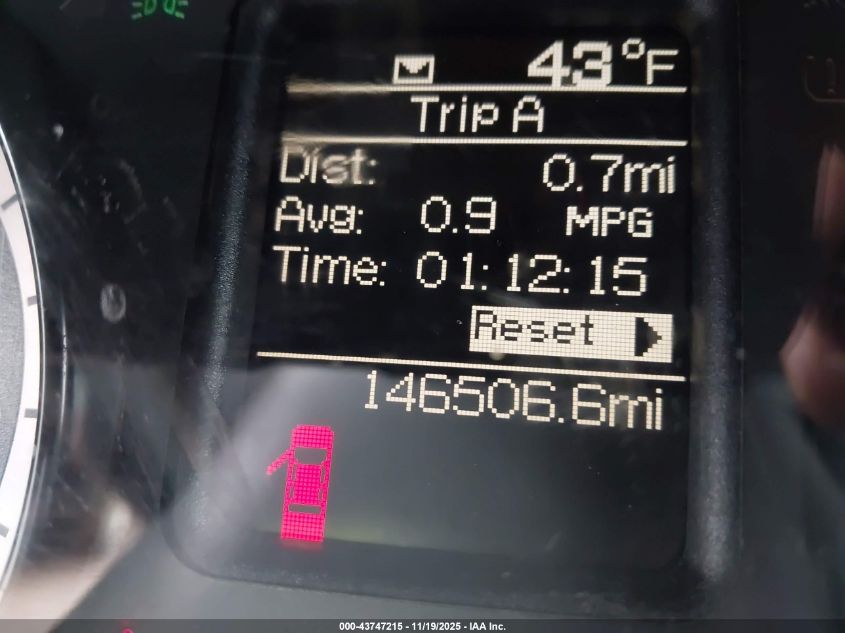 43°F
Trip A
Dist: 0.7mi
Avg: 0.9 MPG
Time: 01:12:15
Reset
146506.6mi
000-43747215 - 11/19/2025 - IAA Inc.